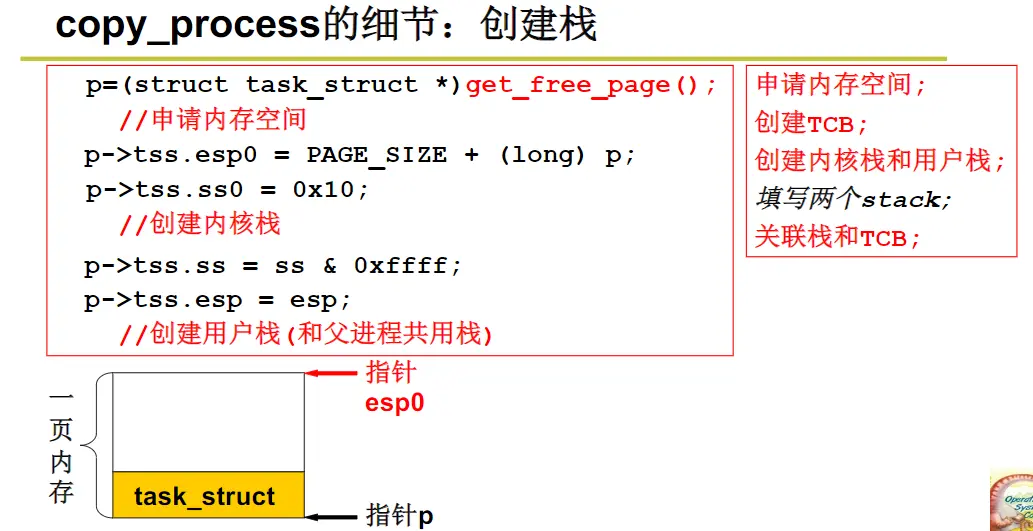 copy_process的细节：创建栈
p=(struct task_struct *)get_free_page();
//申请内存空间
p->tss.esp0 = PAGE_SIZE + (long) p;
p->tss.ss0 = 0x10;
//创建内核栈
p->tss.ss = ss & 0xffff;
p->tss.esp = esp;
//创建用户栈(和父进程共用栈)
申请内存空间;
创建TCB;
创建内核栈和用户栈;
填写两个stack;
关联栈和TCB;
一页内存
指针
esp0
task_struct
指针p